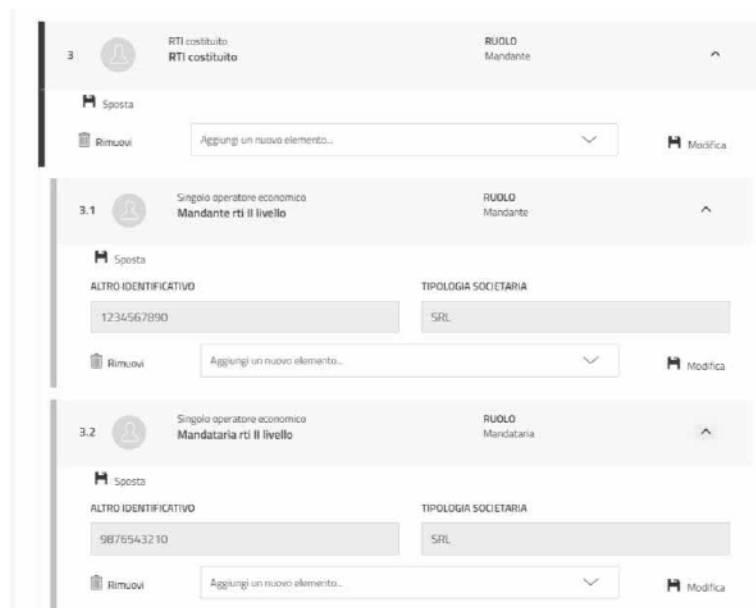 3
RTI costituito
RTI costituito
RUOLO
Mandante
Sposta
Rimuovi
Aggiungi un nuovo elemento...
Modifica
3.1
Singolo operatore economico
Mandante rti II livello
RUOLO
Mandante
Sposta
ALTRO IDENTIFICATIVO
TIPOLOGIA SOCIETARIA
1234567890
SRL
Rimuovi
Aggiungi un nuovo elemento...
Modifica
3.2
Singolo operatore economico
Mandataria rti II livello
RUOLO
Mandataria
Sposta
ALTRO IDENTIFICATIVO
TIPOLOGIA SOCIETARIA
9876543210
SRL
Rimuovi
Aggiungi un nuovo elemento...
Modifica